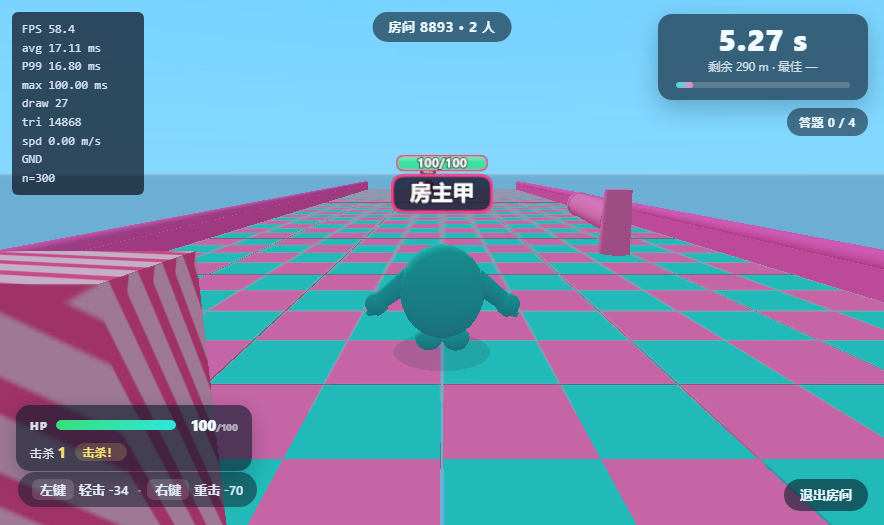 FPS 58.4
avg 17.11 ms
P99 16.80 ms
max 100.00 ms
draw 27
tri 14868
spd 0.00 m/s
GND
n=300
房间 8893 • 2 人
5.27 s
剩余 290 m · 最佳 —
答题 0 / 4
100/100
房主甲
HP 100/100
击杀 1 击杀!
左键 轻击 -34 · 右键 重击 -70
退出房间